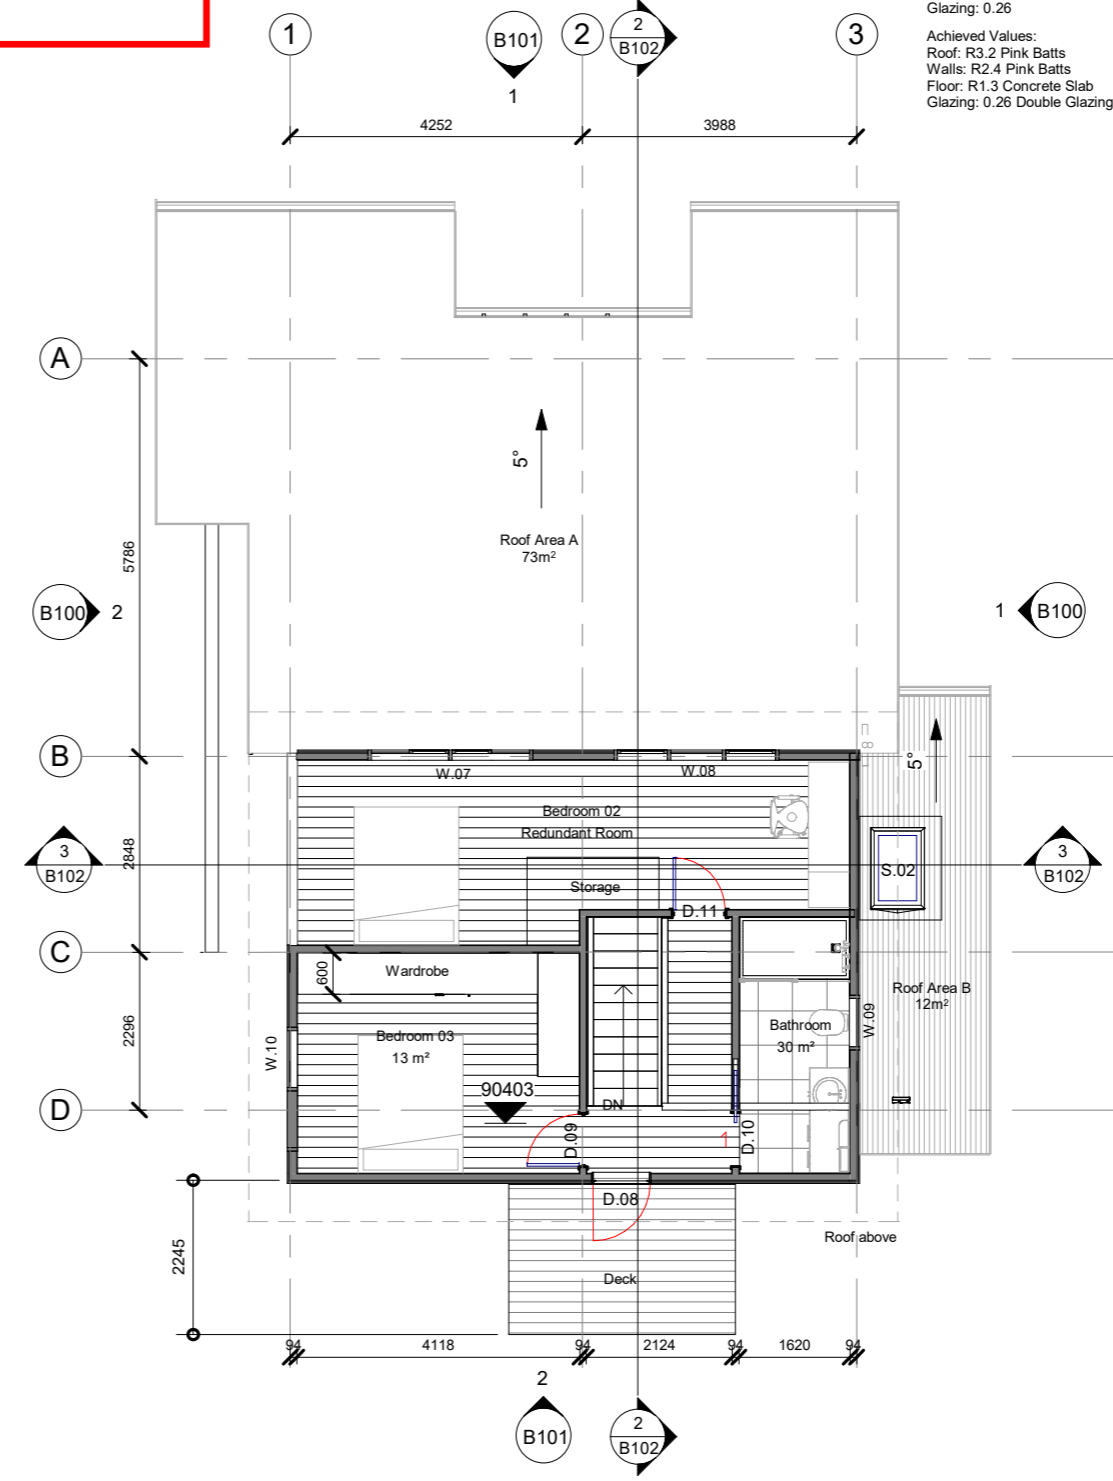 Glazing: 0.26
Achieved Values:
Roof: R3.2 Pink Batts
Walls: R2.4 Pink Batts
Floor: R1.3 Concrete Slab
Glazing: 0.26 Double Glazing
1
B101
1
2
2
B102
3
4252
3988
A
5°
Roof Area A
73m²
5786
B100
2
1
B100
B
W.07
W.08
5°
Bedroom 02
Redundant Room
3
B102
2848
Storage
S.02
3
B102
D.11
C
600
Wardrobe
Roof Area B
12m²
2296
W.10
Bedroom 03
13 m²
Bathroom
30 m²
W.09
90403
D
DN
D.09
1
D.10
D.08
Roof above
2245
Deck
94
4118
94
2124
94
1620
94
2
B101
2
B102